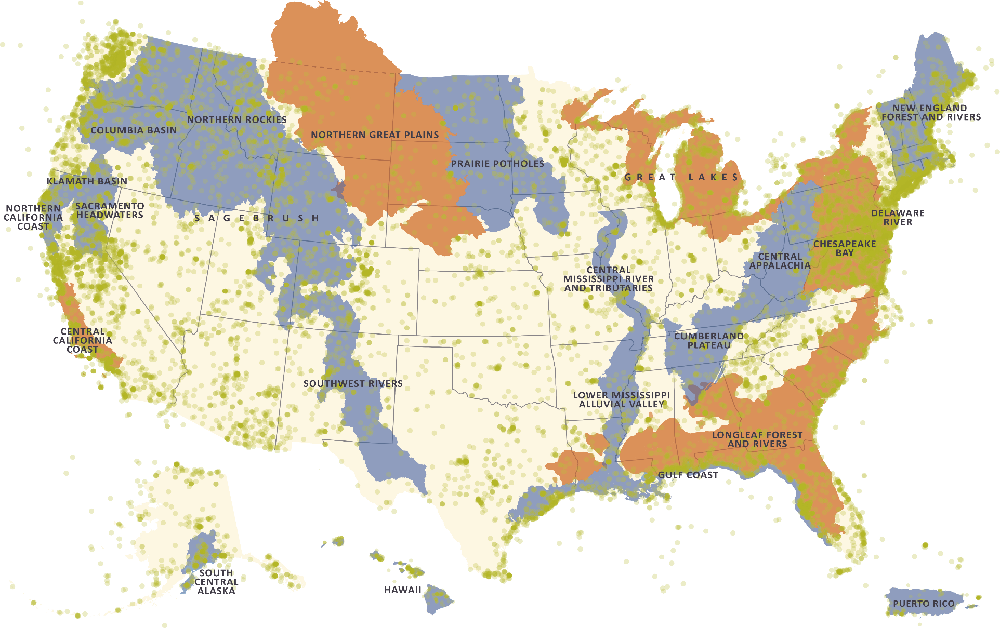 NEW ENGLAND
FOREST AND RIVERS
NORTHERN ROCKIES
COLUMBIA BASIN
NORTHERN GREAT PLAINS
PRAIRIE POTHOLES
GREAT LAKES
KLAMATH BASIN
SACRAMENTO
HEADWATERS
NORTHERN
CALIFORNIA
COAST
SAGEBRUSH
DELAWARE
RIVER
CHESAPEAKE
BAY
CENTRAL
APPALACHIA
CENTRAL
MISSISSIPPI RIVER
AND TRIBUTARIES
CENTRAL
CALIFORNIA
COAST
CUMBERLAND
PLATEAU
SOUTHWEST RIVERS
LOWER MISSISSIPPI
ALLUVIAL VALLEY
LONGLEAF FOREST
AND RIVERS
GULF COAST
SOUTH
CENTRAL
ALASKA
HAWAII
PUERTO RICO